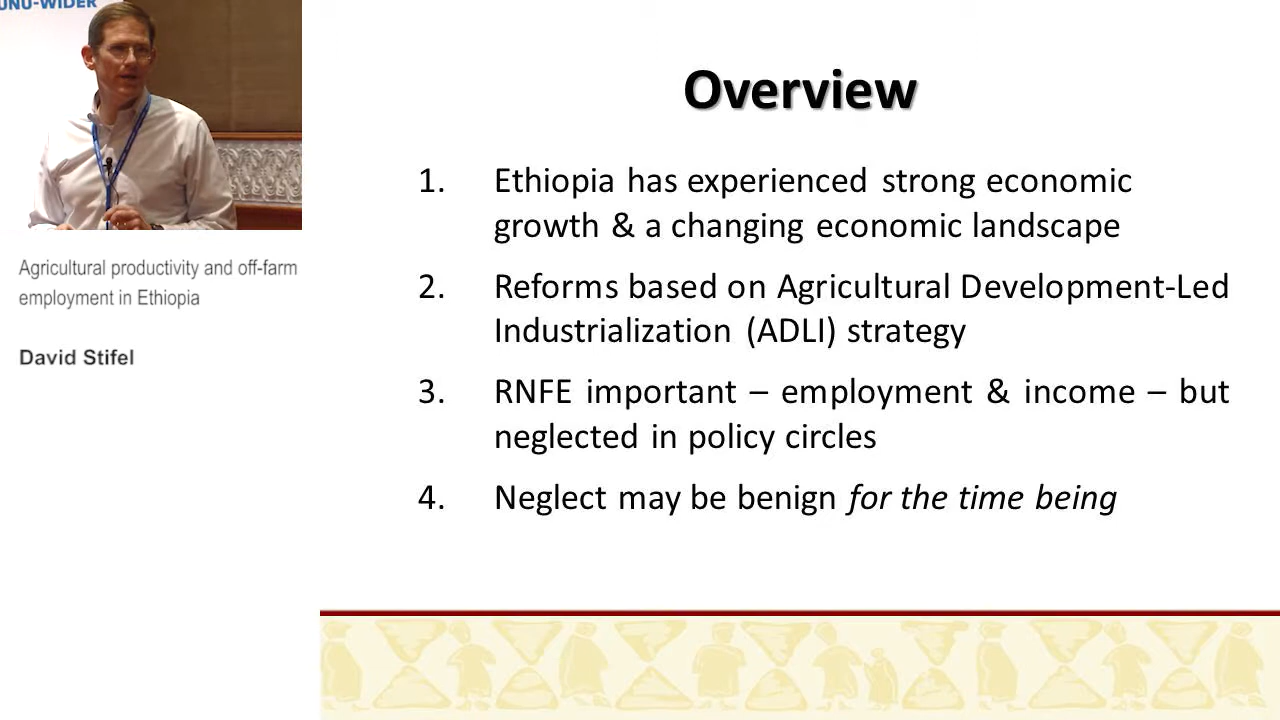 UNU-WIDER
Agricultural productivity and off-farm
employment in Ethiopia
David Stifel
Overview
1. Ethiopia has experienced strong economic
growth & a changing economic landscape
2. Reforms based on Agricultural Development-Led
Industrialization (ADLI) strategy
3. RNFE important – employment & income – but
neglected in policy circles
4. Neglect may be benign for the time being